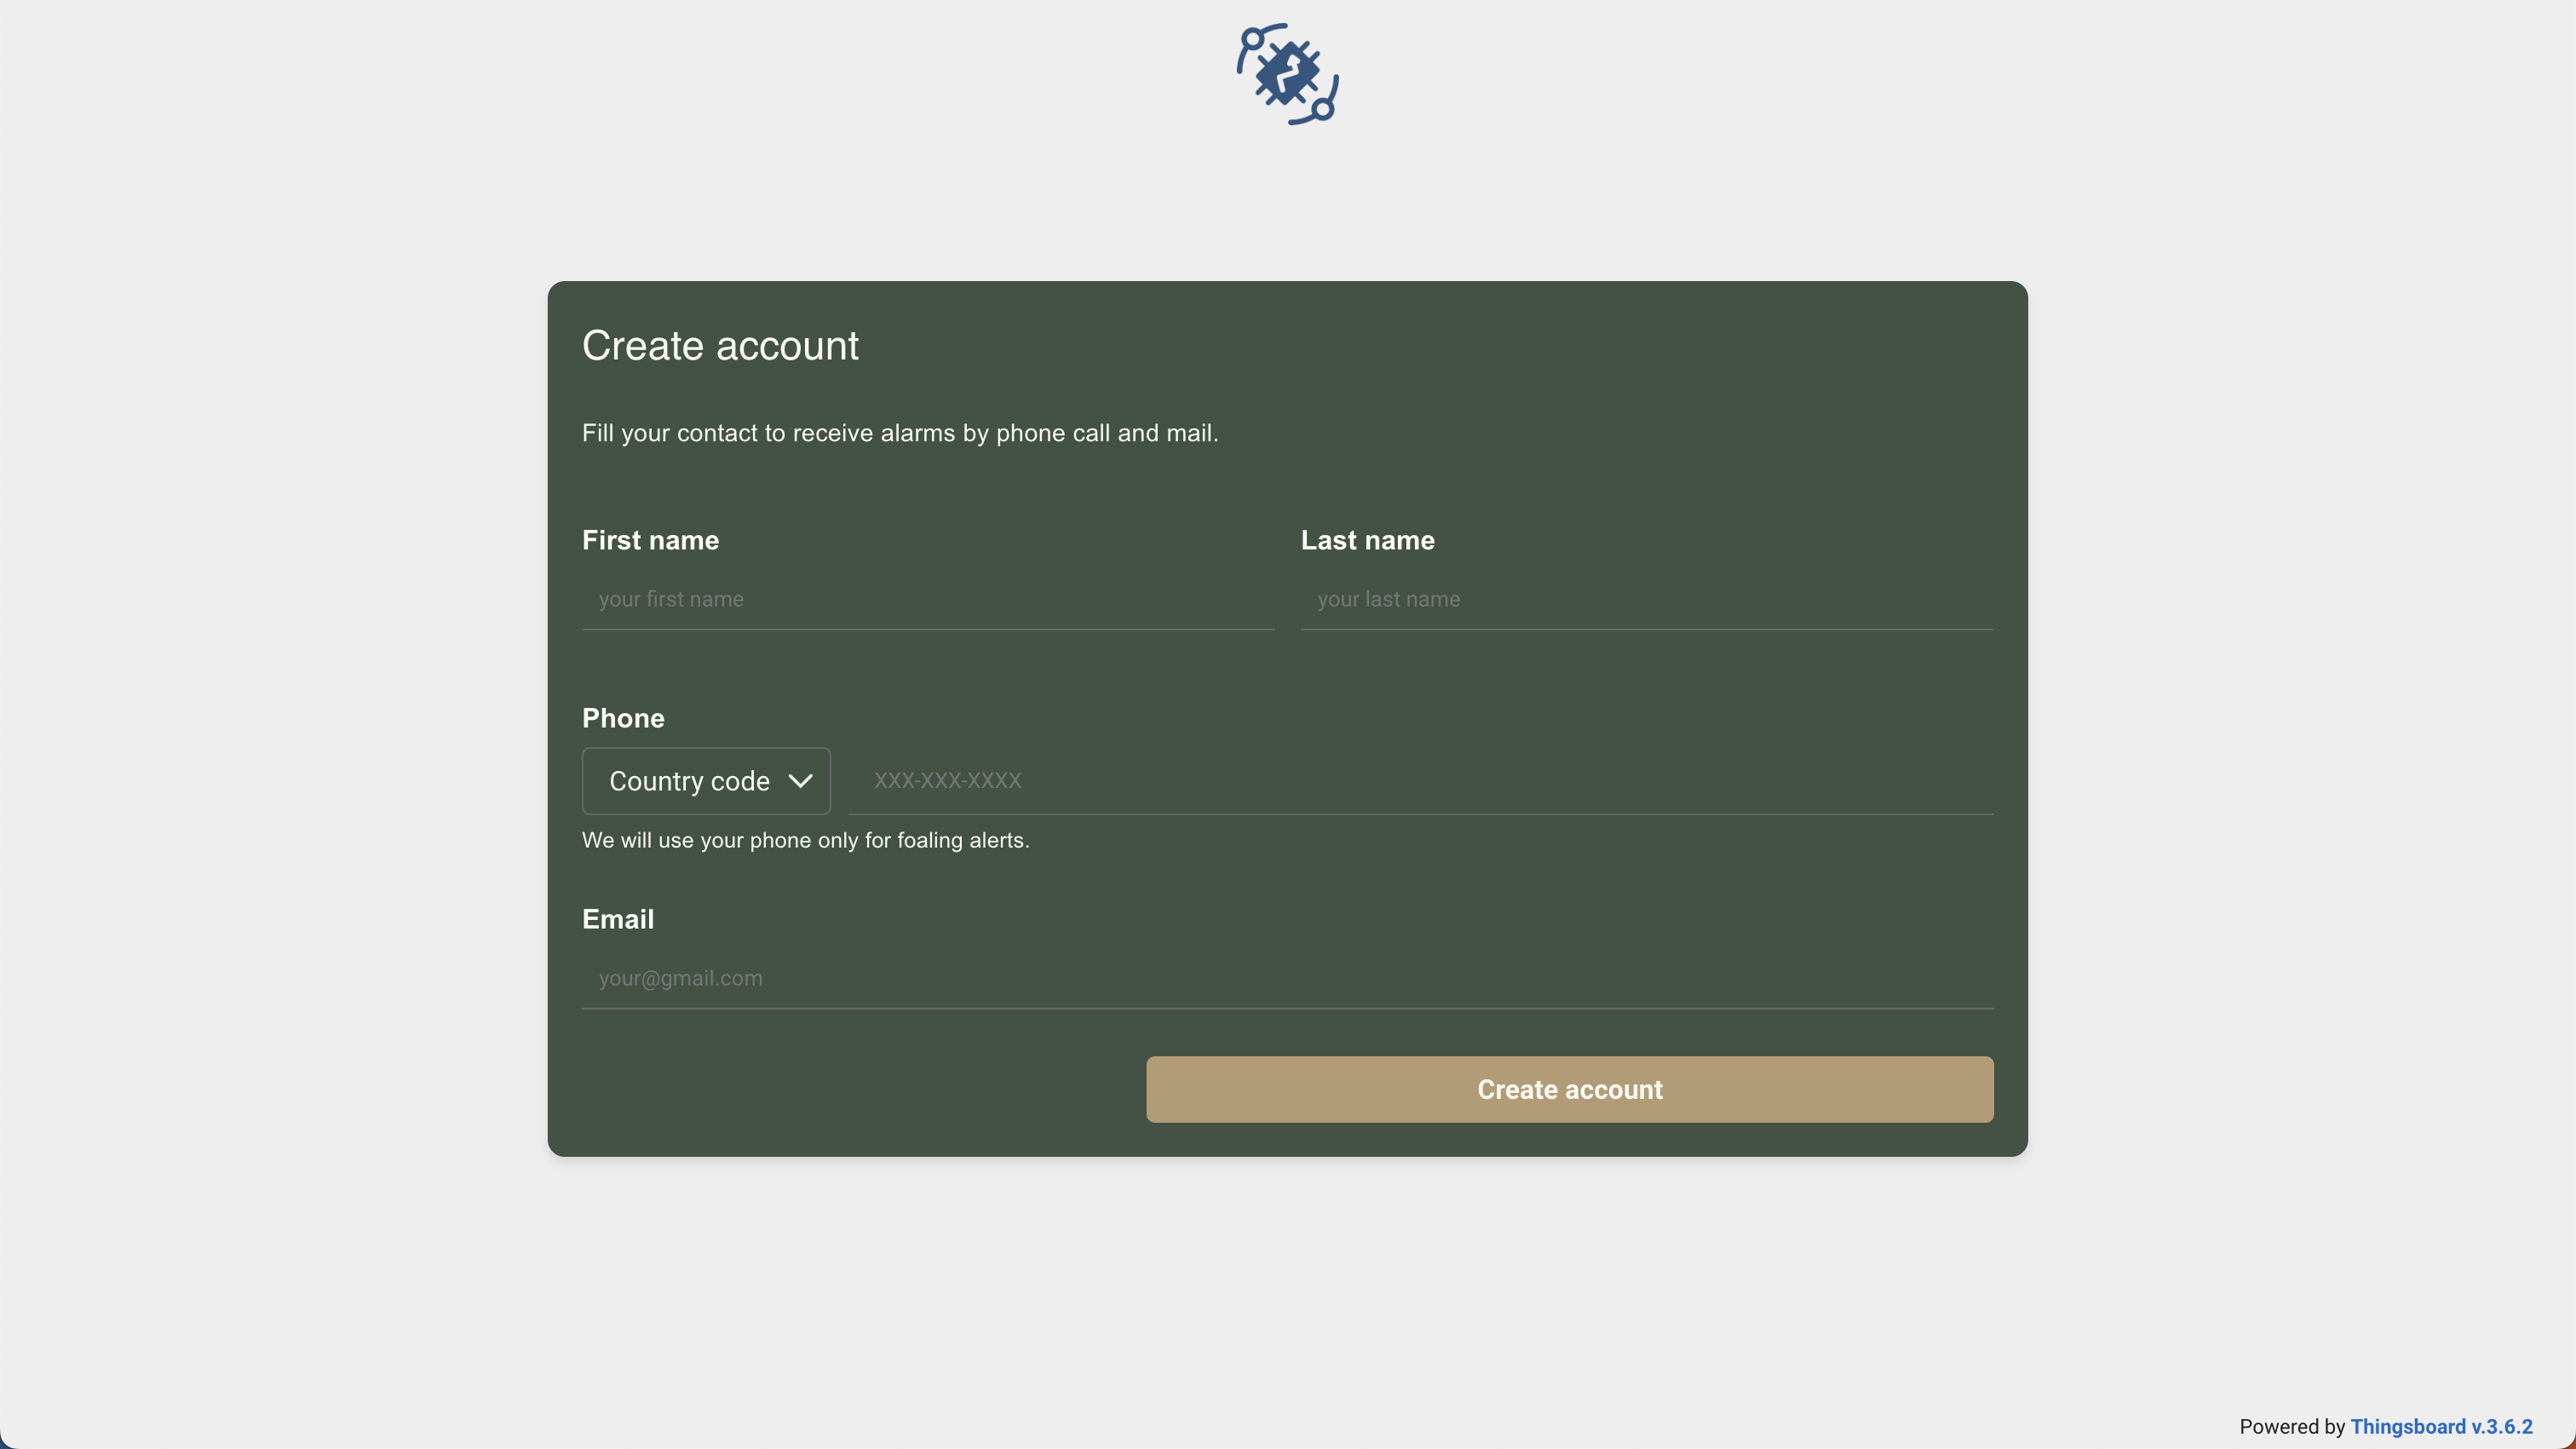 Create account
Fill your contact to receive alarms by phone call and mail.
First name
Last name
your first name
your last name
Phone
Country code
XXX-XXX-XXXX
We will use your phone only for foaling alerts.
Email
your@gmail.com
Create account
Powered by Thingsboard v.3.6.2